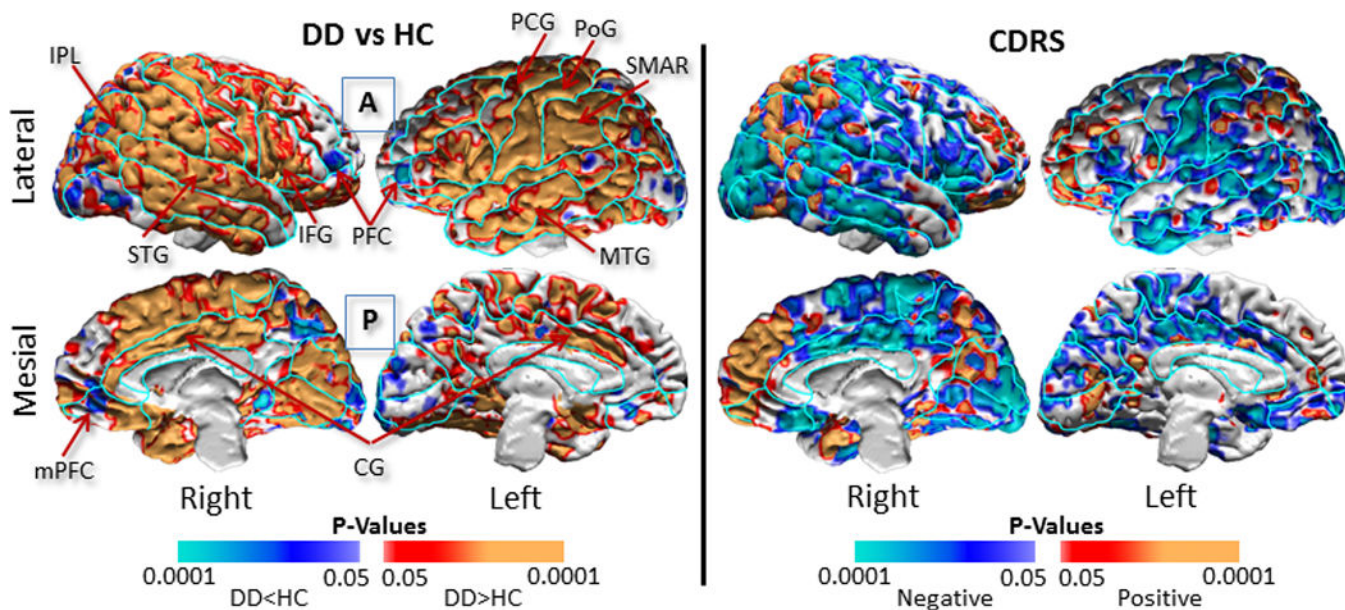 DD vs HC
CDRS
PCG
PoG
IPL
SMAR
A
Lateral
STG
IFG
PFC
MTG
P
Mesial
mPFC
CG
Right
Left
Right
Left
P-Values
P-Values
0.0001
0.05
0.05
0.0001
DD<HC
DD>HC
0.0001
0.05
0.05
0.0001
Negative
Positive